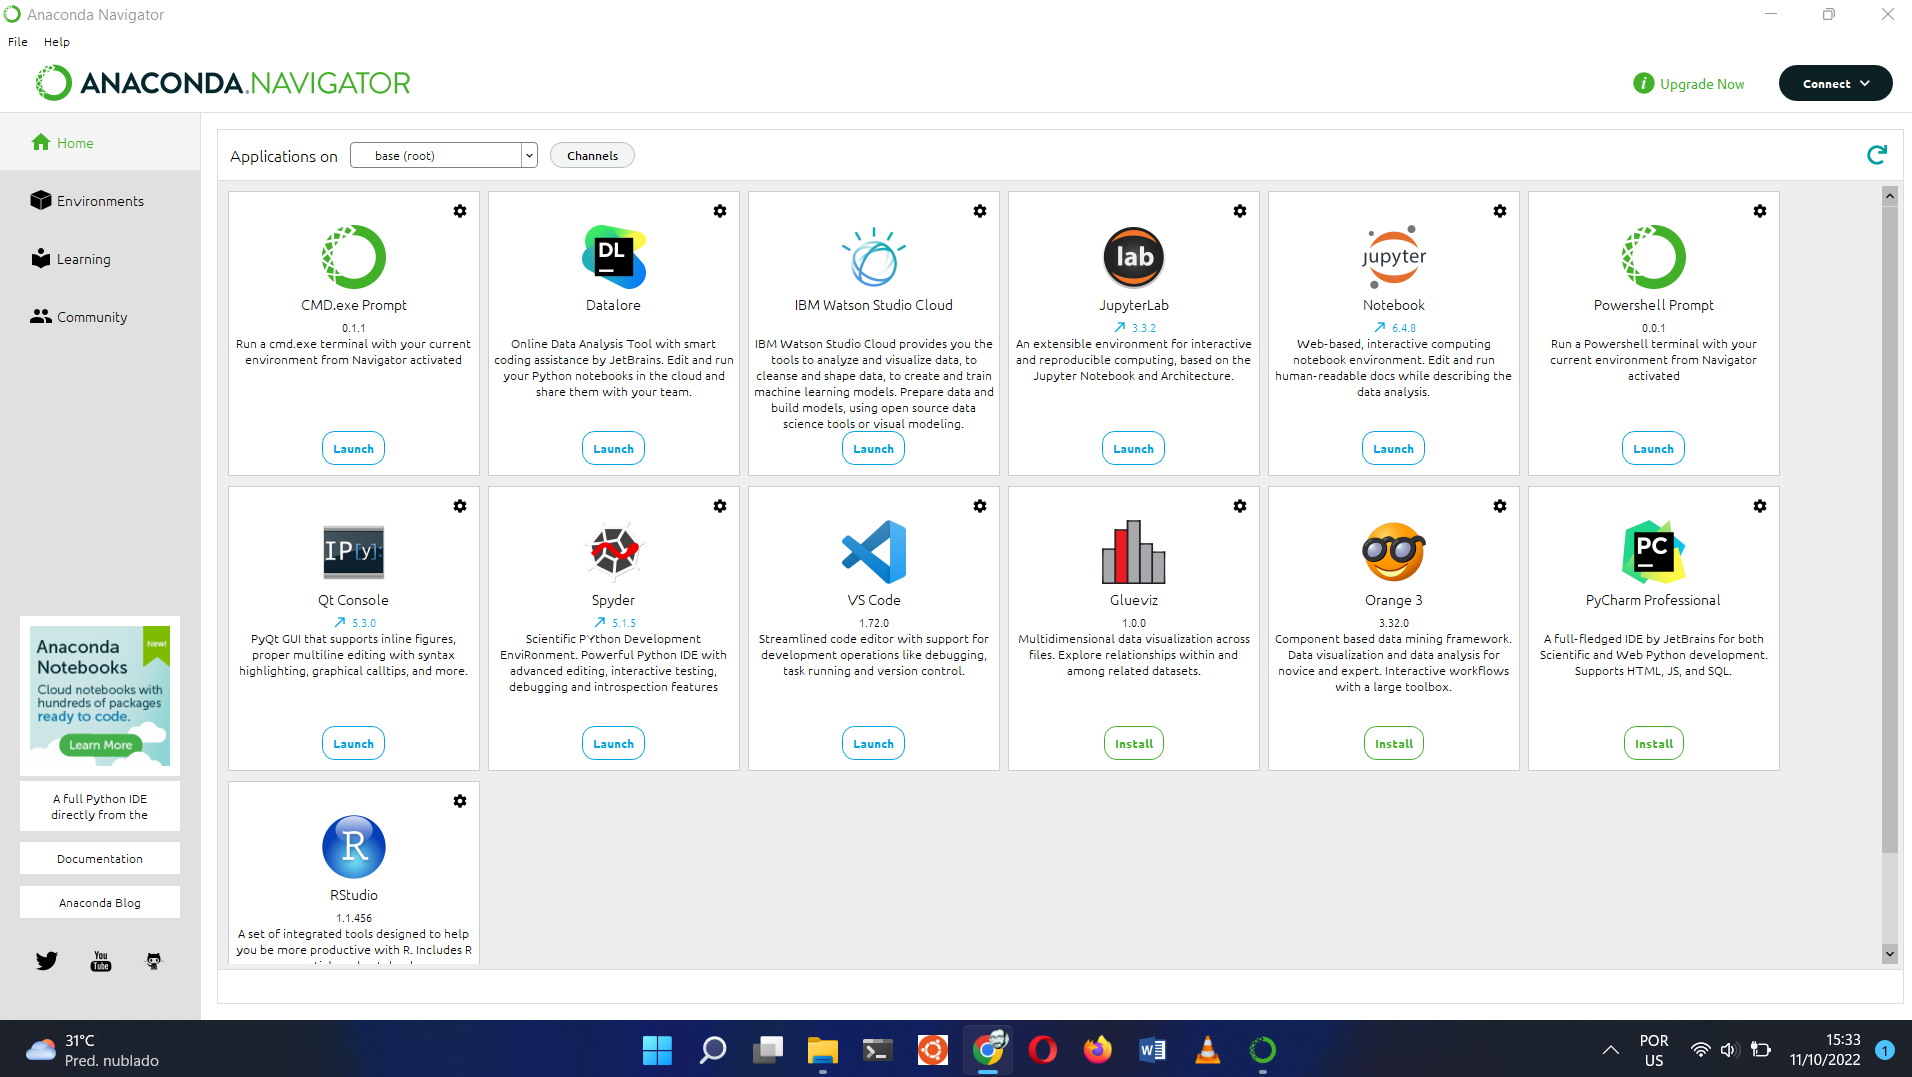 Anaconda Navigator
File Help
ANACONDA.NAVIGATOR
i Upgrade Now
Connect
Home
Environments
Learning
Community
Applications on base (root) Channels
CMD.exe Prompt
0.1.1
Run a cmd.exe terminal with your current
environment from Navigator activated
Launch
DL
Datalore
Online Data Analysis Tool with smart
coding assistance by JetBrains. Edit and run
your Python notebooks in the cloud and
share them with your team.
Launch
IBM Watson Studio Cloud
IBM Watson Studio Cloud provides you the
tools to analyze and visualize data, to
cleanse and shape data, to create and train
machine learning models. Prepare data and
build models, using open source data
science tools or visual modeling.
Launch
lab
JupyterLab
3.3.2
An extensible environment for interactive
and reproducible computing, based on the
Jupyter Notebook and Architecture.
Launch
jupyter
Notebook
6.4.8
Web-based, interactive computing
notebook environment. Edit and run
human-readable docs while describing the
data analysis.
Launch
Powershell Prompt
0.0.1
Run a Powershell terminal with your
current environment from Navigator
activated
Launch
IP[y]:
Qt Console
5.3.0
PyQt GUI that supports inline figures,
proper multiline editing with syntax
highlighting, graphical calltips, and more.
Launch
Spyder
5.1.5
Scientific PYthon Development
EnviRonment. Powerful Python IDE with
advanced editing, interactive testing,
debugging and introspection features
Launch
VS Code
1.72.0
Streamlined code editor with support for
development operations like debugging,
task running and version control.
Launch
Glueviz
1.0.0
Multidimensional data visualization across
files. Explore relationships within and
among related datasets.
Install
Orange 3
3.32.0
Component based data mining framework.
Data visualization and data analysis for
novice and expert. Interactive workflows
with a large toolbox.
Install
PC
PyCharm Professional
A full-fledged IDE by JetBrains for both
Scientific and Web Python development.
Supports HTML, JS, and SQL.
Install
R
RStudio
1.1.456
A set of integrated tools designed to help
you be more productive with R. Includes R
Anaconda
Notebooks
New!
Cloud notebooks with
hundreds of packages
ready to code.
Learn More
A full Python IDE
directly from the
Documentation
Anaconda Blog
You
Tube
31°C
Pred. nublado
W
POR
US
15:33
11/10/2022
1